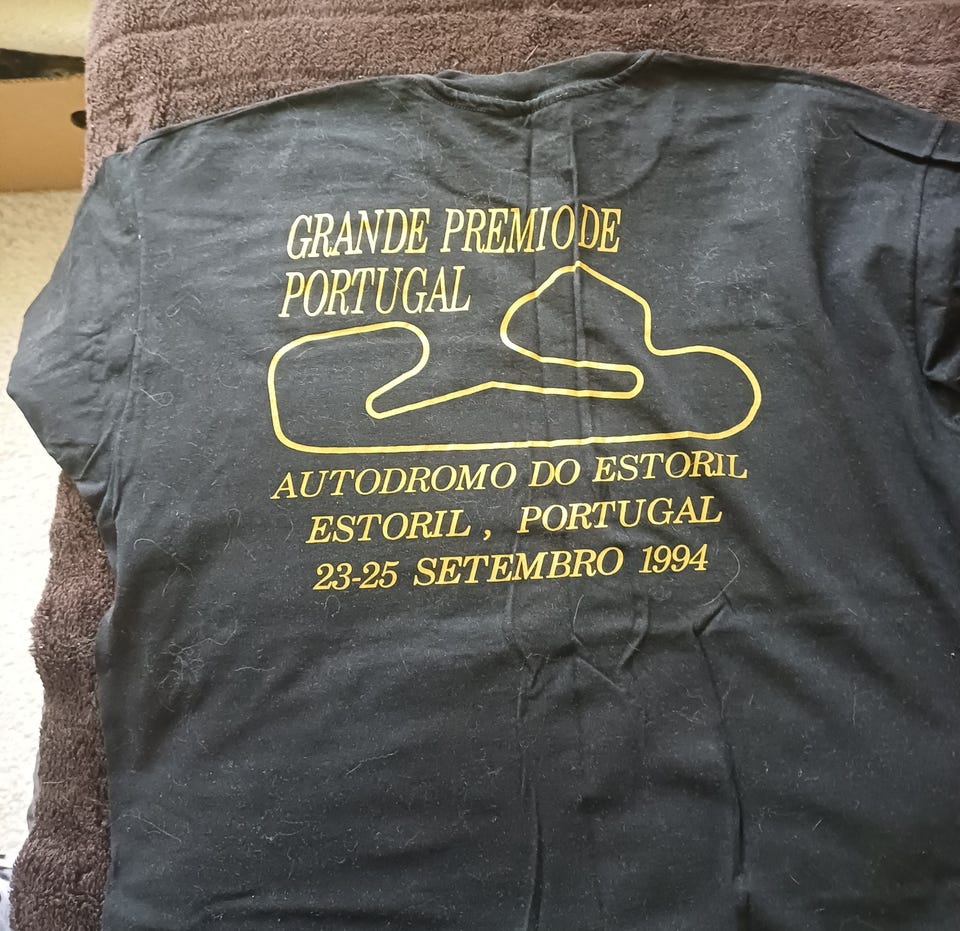 GRANDE PREMIO DE
PORTUGAL
AUTODROMO DO ESTORIL
ESTORIL , PORTUGAL
23-25 SETEMBRO 1994